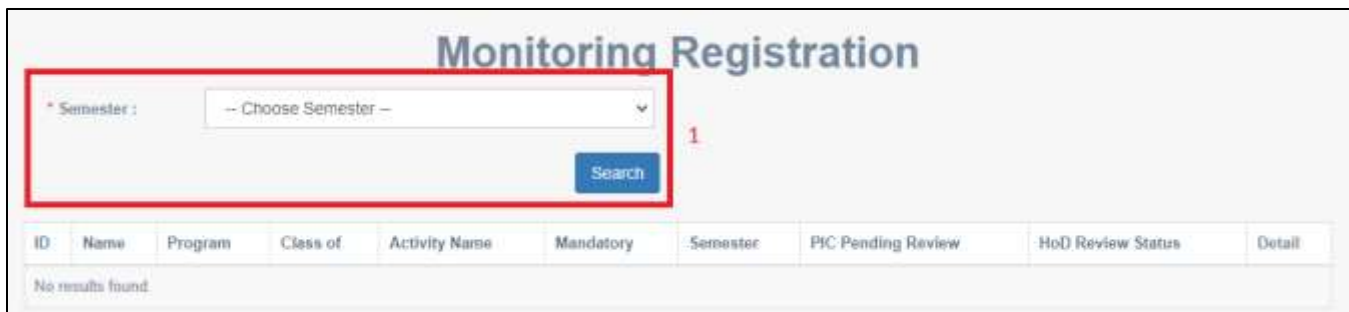 Monitoring Registration
* Semester : -- Choose Semester --
1
Search
ID Name Program Class of Activity Name Mandatory Semester PIC Pending Review HoD Review Status Detail
No results found.